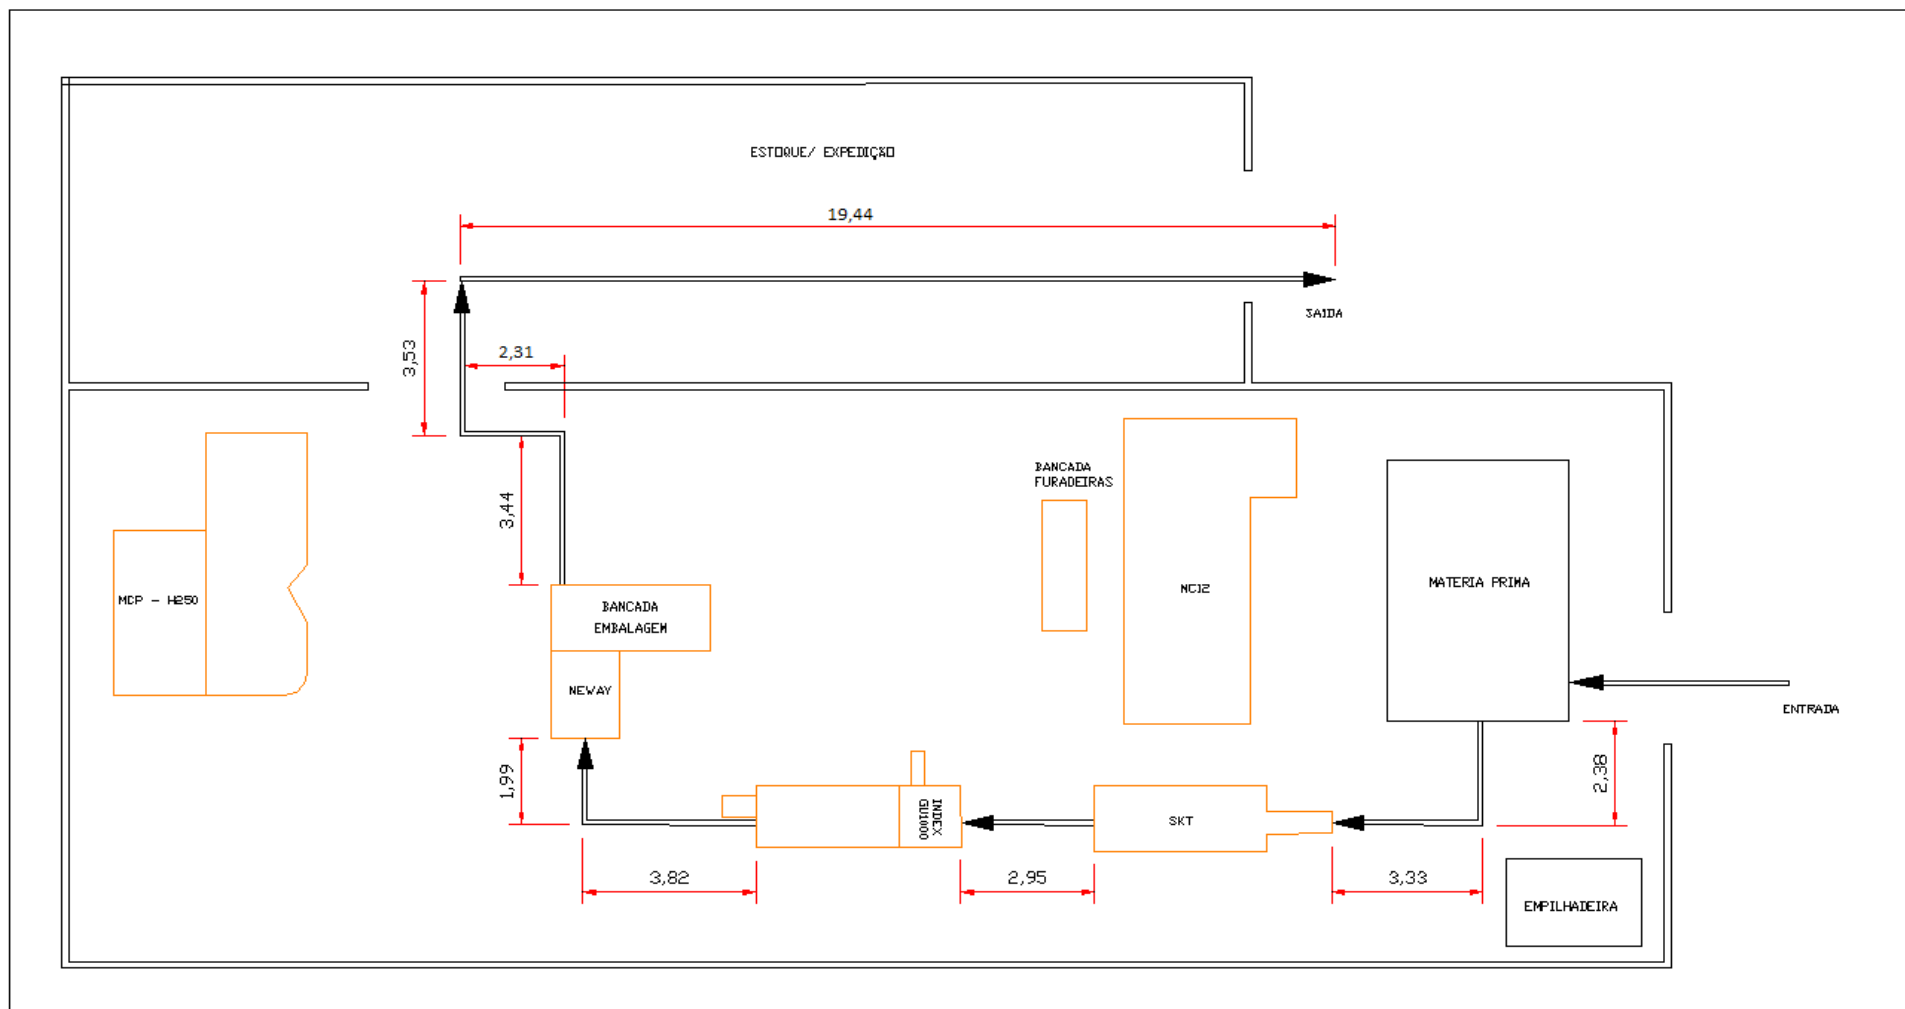 ESTOQUE/ EXPEDIÇÃO
19,44
SAIDA
3,53
2,31
BANCADA
FURADEIRAS
3,44
MCP - H250
NC12
MATERIA PRIMA
BANCADA
EMBALAGEM
NEWAY
ENTRADA
1,99
2,38
INDEX
GU1000
SKT
3,82
2,95
3,33
EMPILHADEIRA